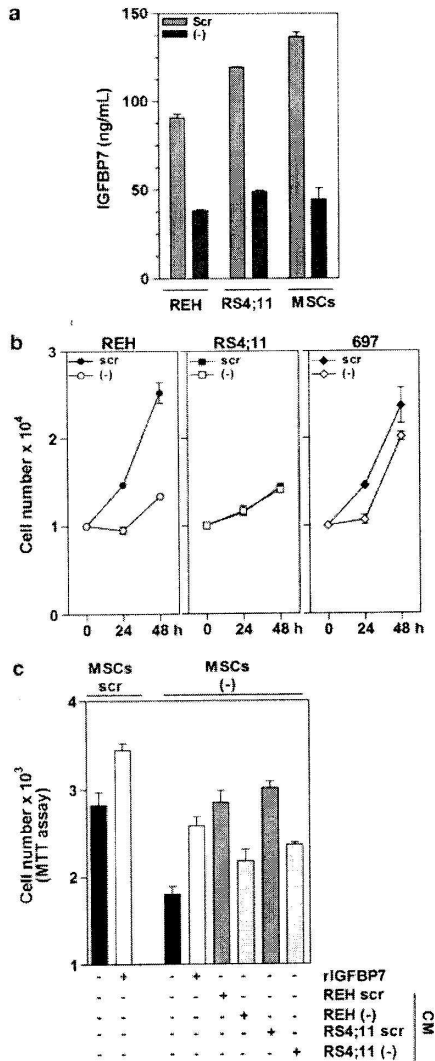 a
Scr
(-)
150
100
50
0
IGFBP7 (ng/mL)
REH RS4;11 MSCs
b
REH RS4;11 697
scr scr scr
(-) (-) (-)
3
2
1
0
Cell number x 10⁴
0 24 48 h 0 24 48 h 0 24 48 h
c
MSCs scr
MSCs (-)
4
3
2
1
Cell number x 10³
(MTT assay)
- + - + - - - - rIGFBP7
- - - - + - - - REH scr
- - - - - + - - REH (-)
- - - - - - + - RS4;11 scr
- - - - - - - + RS4;11 (-)
CM